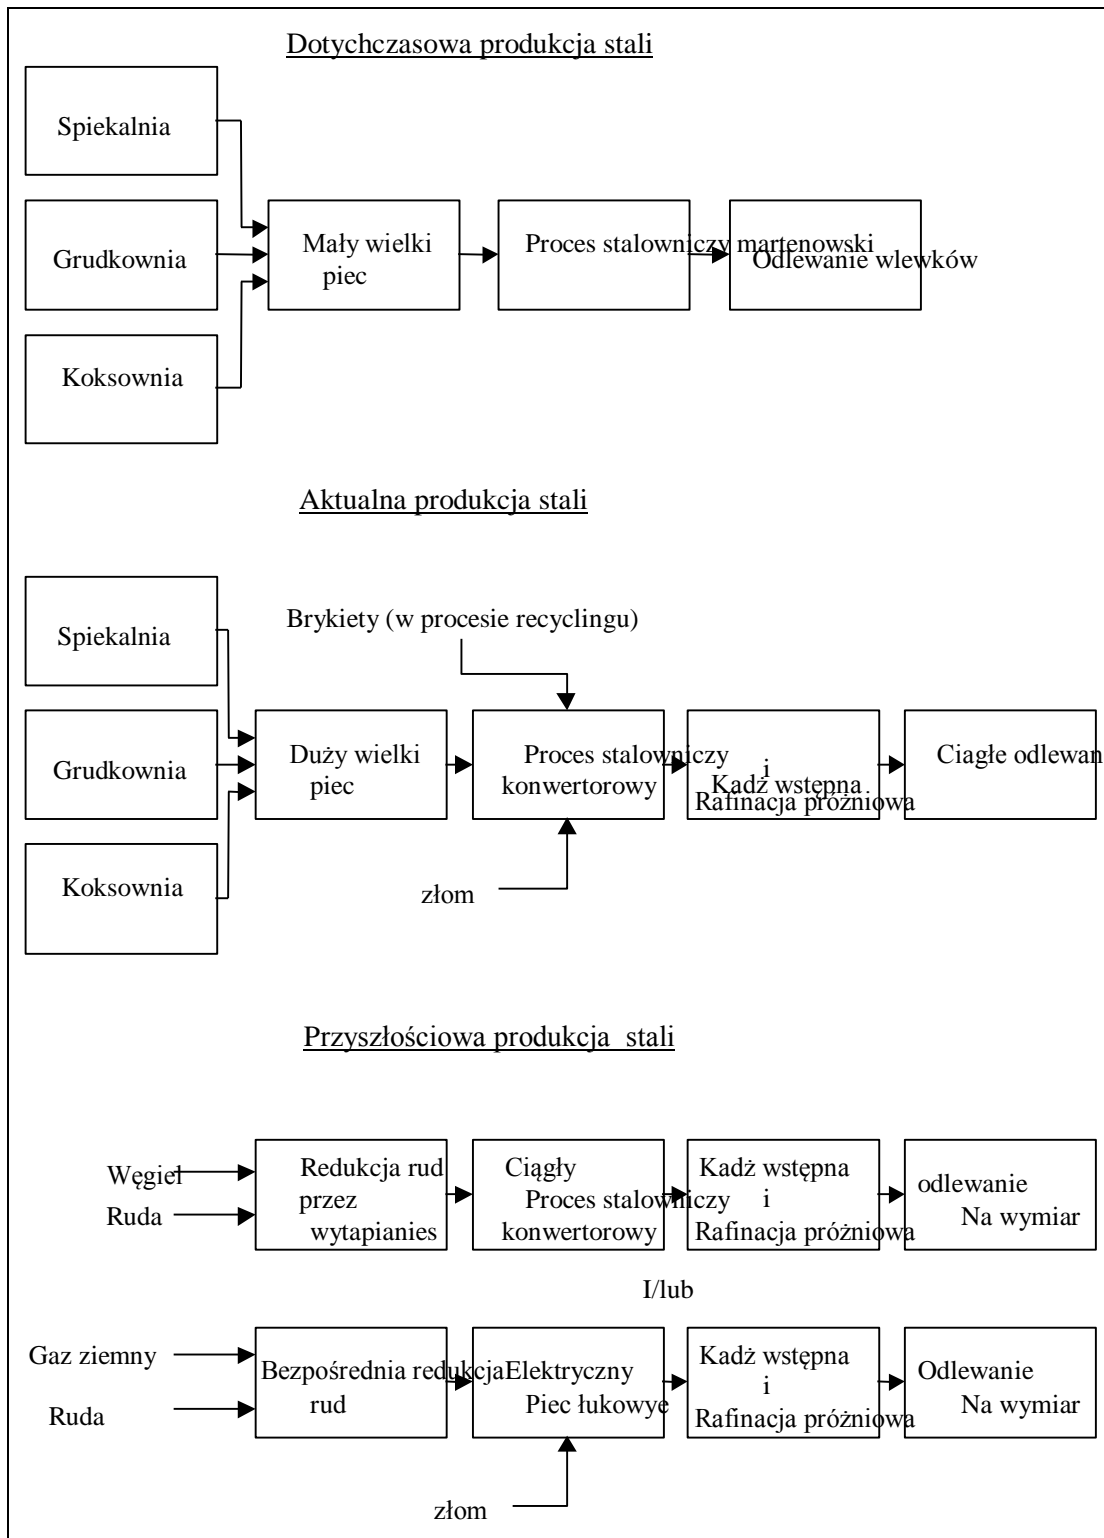 Dotychczasowa produkcja stali
Spiekalnia
Grudkownia
Koksownia
Mały wielki
piec
Proces stalowniczy martenowski
Odlewanie wlewków
Aktualna produkcja stali
Spiekalnia
Grudkownia
Koksownia
Brykiety (w procesie recyclingu)
Duży wielki
piec
Proces stalowniczy
konwertorowy
złom
i
Kadź wstępna
Rafinacja próżniowa
Ciagłe odlewan
Przyszłościowa produkcja stali
Węgiel
Ruda
Redukcja rud
przez
wytapianies
Ciągły
Proces stalowniczy
konwertorowy
Kadż wstępna
i
Rafinacja próżniowa
odlewanie
Na wymiar
I/lub
Gaz ziemny
Ruda
Bezpośrednia redukcja
rud
Elektryczny
Piec łukowye
złom
Kadż wstępna
i
Rafinacja próżniowa
Odlewanie
Na wymiar